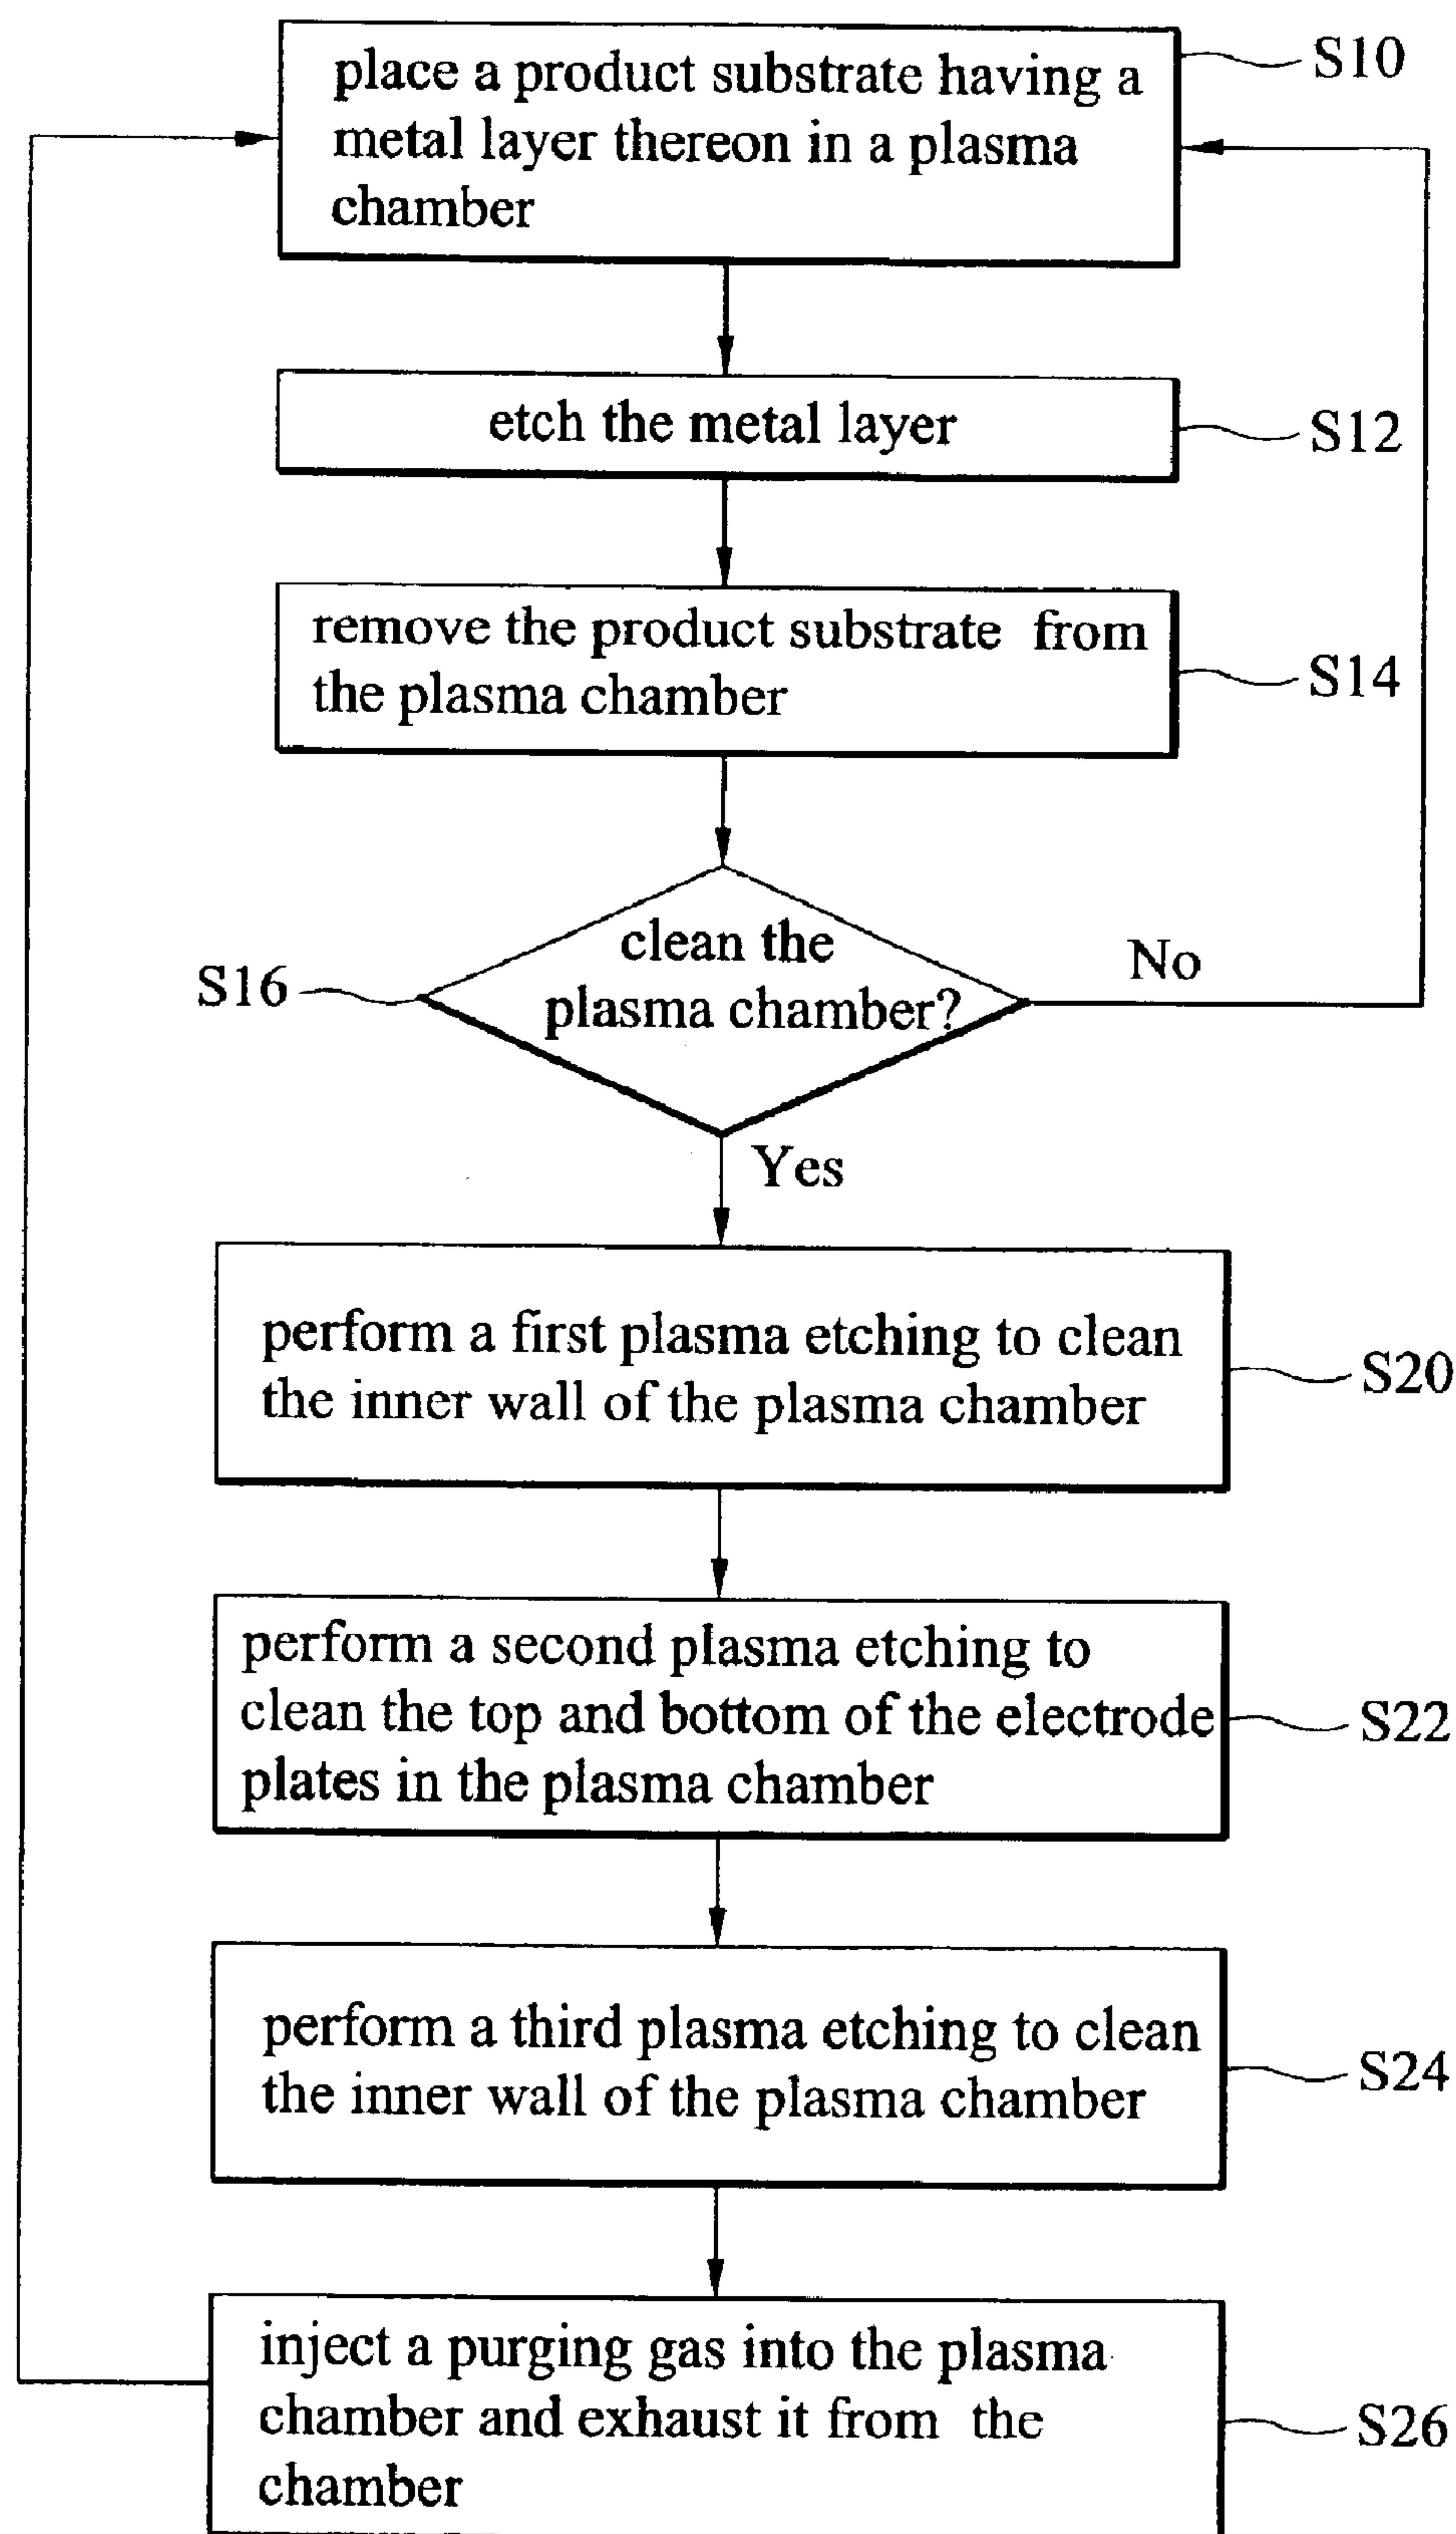 place a product substrate having a
metal layer thereon in a plasma
chamber
S10
etch the metal layer
S12
remove the product substrate from
the plasma chamber
S14
clean the
plasma chamber?
S16
No
Yes
perform a first plasma etching to clean
the inner wall of the plasma chamber
S20
perform a second plasma etching to
clean the top and bottom of the electrode
plates in the plasma chamber
S22
perform a third plasma etching to clean
the inner wall of the plasma chamber
S24
inject a purging gas into the plasma
chamber and exhaust it from the
chamber
S26